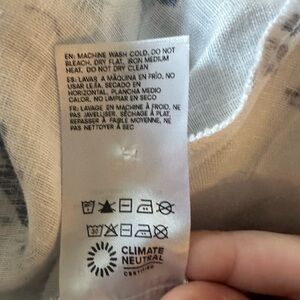 EN: MACHINE WASH COLD, DO NOT
BLEACH, DRY FLAT, IRON MEDIUM
HEAT, DO NOT DRY CLEAN
ES: LAVAR A MÁQUINA EN FRÍO, NO
USAR LEJÍA, SECADO EN
HORIZONTAL, PLANCHA MEDIO
CALOR, NO LIMPIAR EN SECO
FR: LAVAGE EN MACHINE À FROID, NE
PAS JAVELLISER, SÉCHAGE À PLAT,
REPASSER À FAIBLE MOYENNE, NE
PAS NETTOYER À SEC
30
CLIMATE
NEUTRAL
CERTIFIED